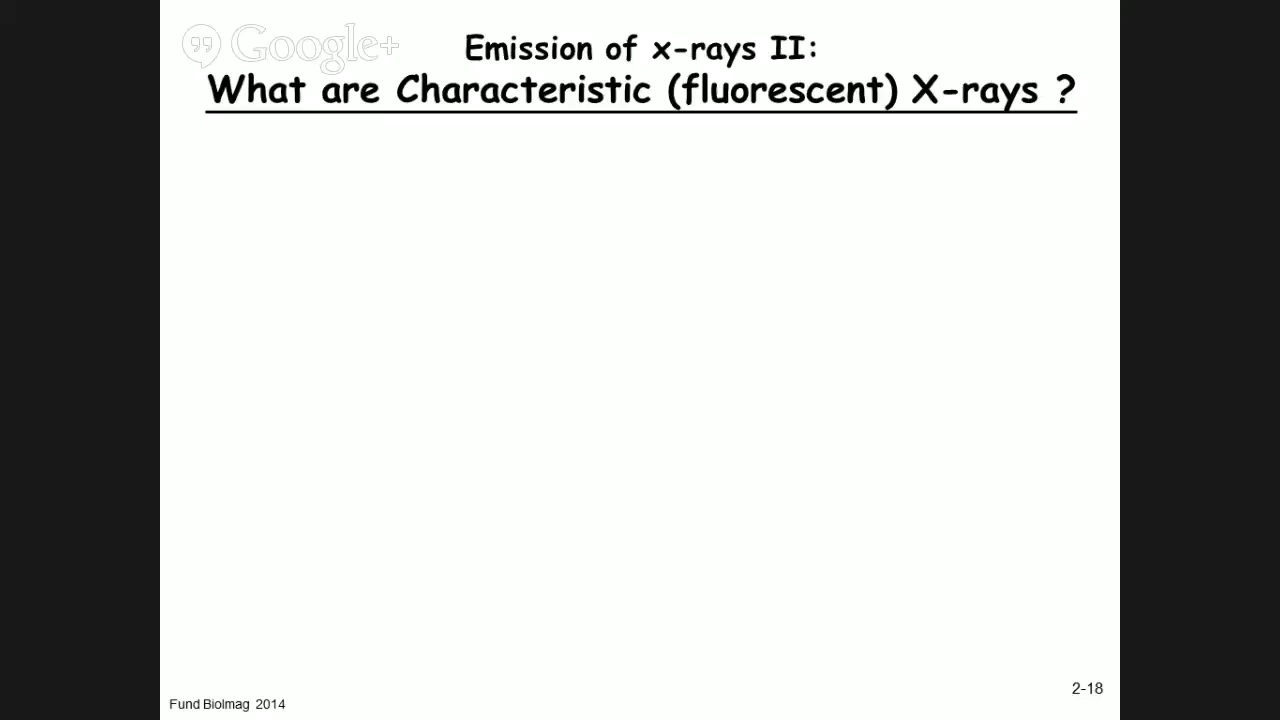 Google+
Emission of x-rays II:
What are Characteristic (fluorescent) X-rays ?
2-18
Fund BioImag 2014